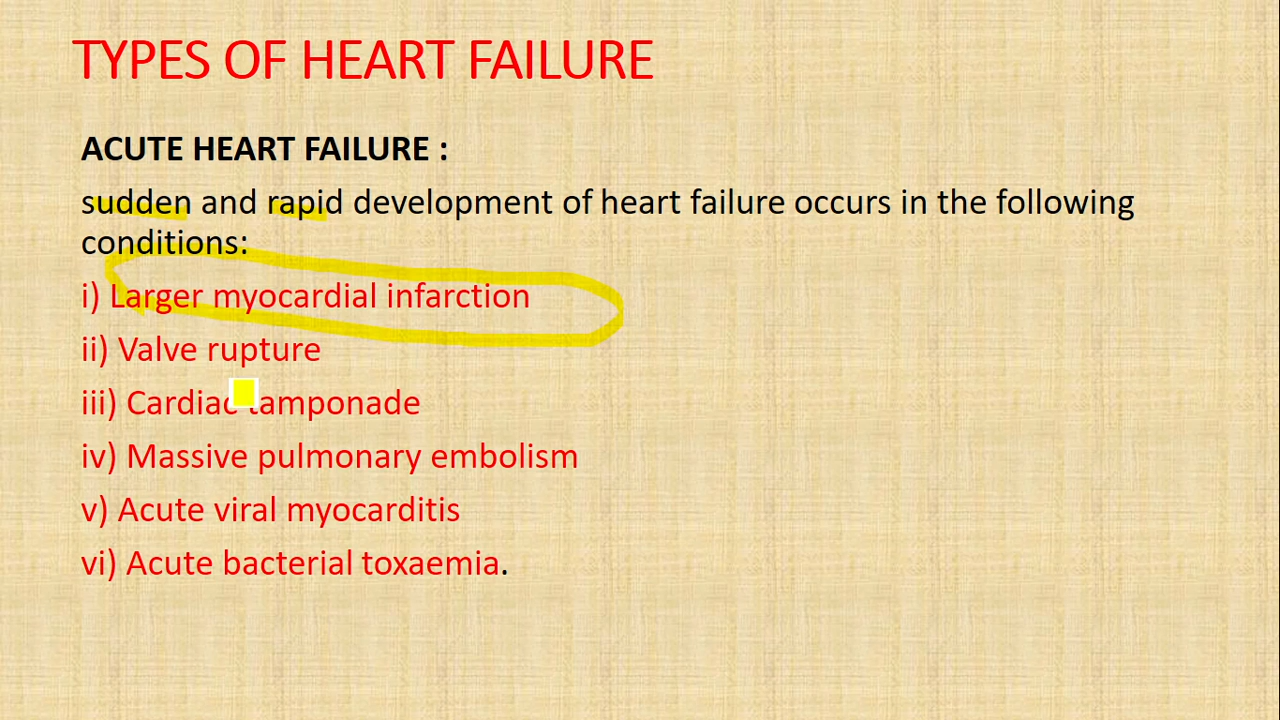 TYPES OF HEART FAILURE
ACUTE HEART FAILURE :
sudden and rapid development of heart failure occurs in the following
conditions:
i) Larger myocardial infarction
ii) Valve rupture
iii) Cardiac tamponade
iv) Massive pulmonary embolism
v) Acute viral myocarditis
vi) Acute bacterial toxaemia.